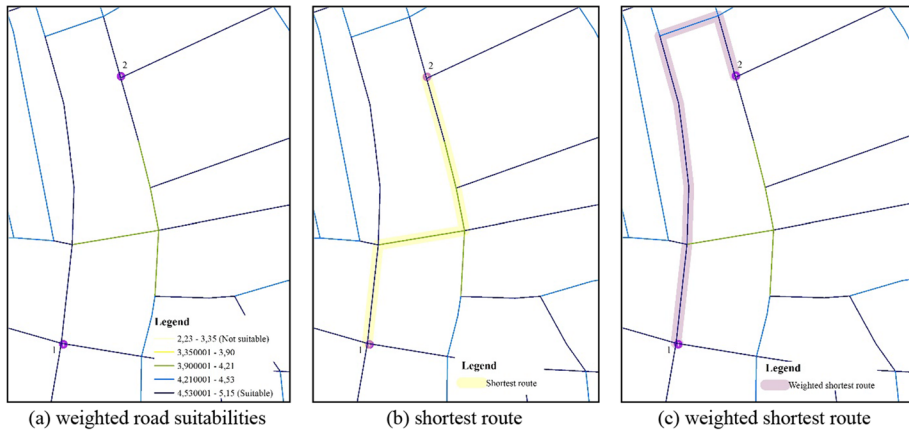 2
1
Legend
2,23 - 3,35 (Not suitable)
3,350001 - 3,90
3,900001 - 4,21
4,210001 - 4,53
4,530001 - 5,15 (Suitable)
(a) weighted road suitabilities
2
1
Legend
Shortest route
(b) shortest route
2
1
Legend
Weighted shortest route
(c) weighted shortest route